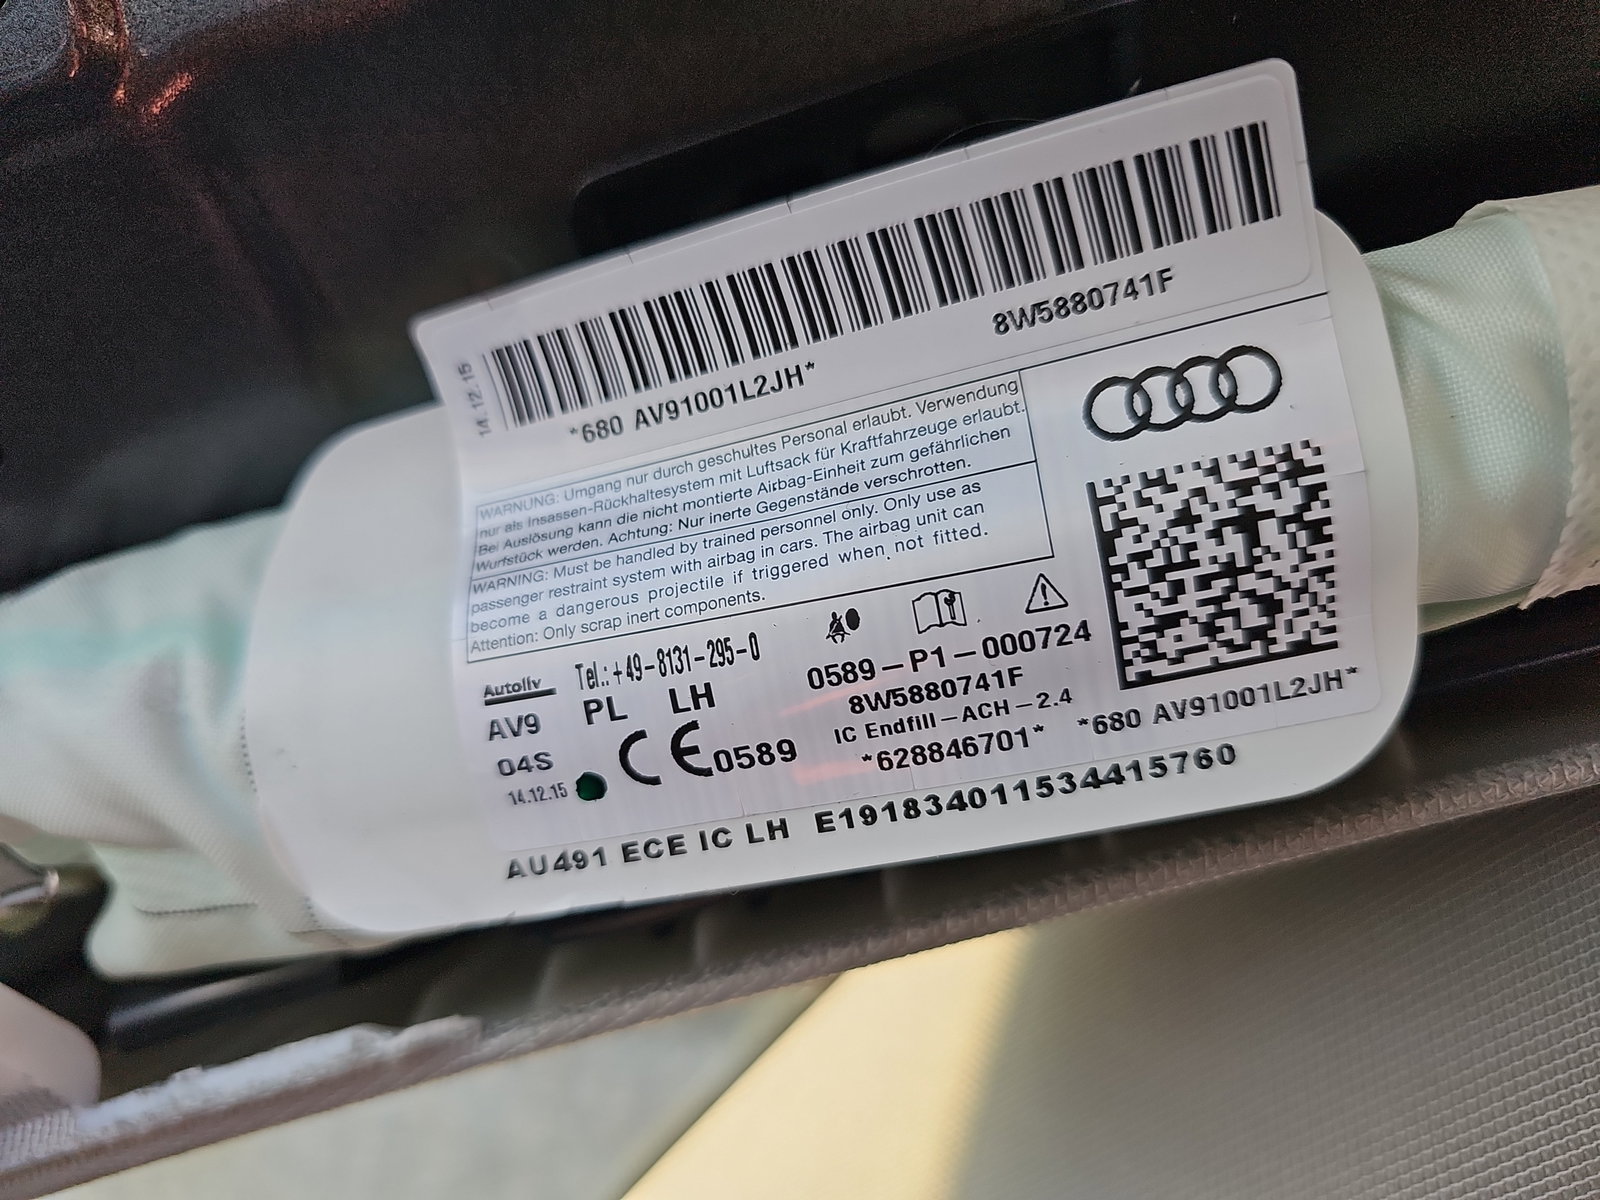 14.12.15
*680 AV91001L2JH*
8W5880741F
WARNUNG: Umgang nur durch geschultes Personal erlaubt. Verwendung
nur als Insassen-Rückhaltesystem mit Luftsack für Kraftfahrzeuge erlaubt.
Bei Auslösung kann die nicht montierte Airbag-Einheit zum gefährlichen
Wurfstück werden. Achtung: Nur inerte Gegenstände verschrotten.
WARNING: Must be handled by trained personnel only. Only use as
passenger restraint system with airbag in cars. The airbag unit can
become a dangerous projectile if triggered when not fitted.
Attention: Only scrap inert components.
Autoliv
Tel.: +49-8131-295-0
AV9 PL LH
04S
14.12.15
CE0589
0589-P1-000724
8W5880741F
IC Endfill-ACH-2.4
*628846701*
*680 AV91001L2JH*
AU491 ECE IC LH E191834011534415760